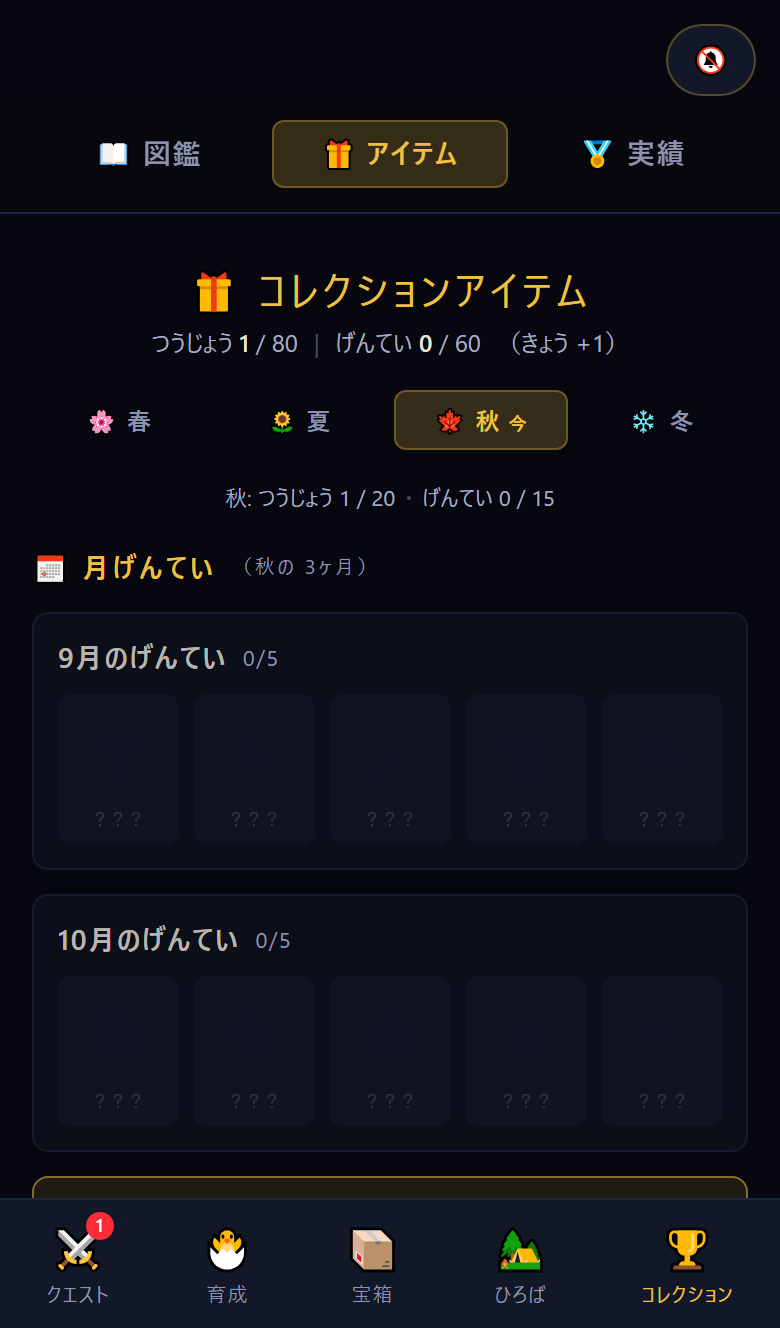 図鑑 アイテム 実績
コレクションアイテム
つうじょう 1 / 80 | げんてい 0 / 60 （きょう +1）
春 夏 秋 今 冬
秋: つうじょう 1 / 20 · げんてい 0 / 15
月げんてい （秋の 3ヶ月）
9月のげんてい 0/5
??? ??? ??? ??? ???
10月のげんてい 0/5
??? ??? ??? ??? ???
1
クエスト 育成 宝箱 ひろば コレクション